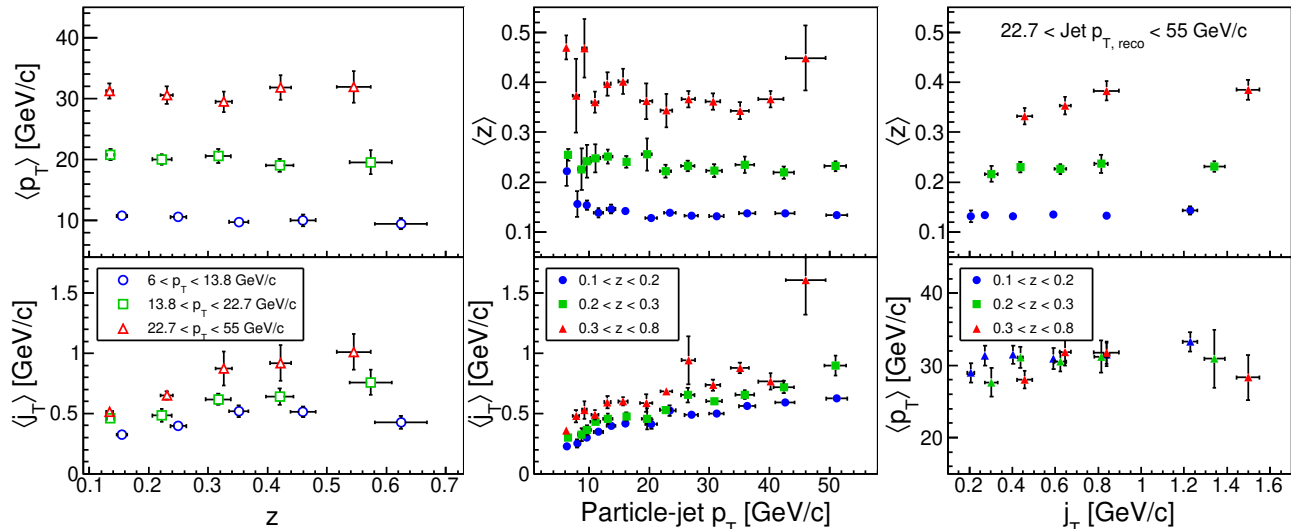 ⟨p_T⟩ [GeV/c]
40
30
20
10
⟨j_T⟩ [GeV/c]
1.5
1
0.5
0
6 < p_T < 13.8 GeV/c
13.8 < p_T < 22.7 GeV/c
22.7 < p_T < 55 GeV/c
0.1 0.2 0.3 0.4 0.5 0.6 0.7
z
⟨z⟩
0.5
0.4
0.3
0.2
0.1
⟨j_T⟩ [GeV/c]
1.5
1
0.5
0
0.1 < z < 0.2
0.2 < z < 0.3
0.3 < z < 0.8
10 20 30 40 50
Particle-jet p_T [GeV/c]
22.7 < Jet p_T, reco < 55 GeV/c
⟨z⟩
0.5
0.4
0.3
0.2
0.1
⟨p_T⟩ [GeV/c]
40
30
20
0.1 < z < 0.2
0.2 < z < 0.3
0.3 < z < 0.8
0.2 0.4 0.6 0.8 1 1.2 1.4 1.6
j_T [GeV/c]